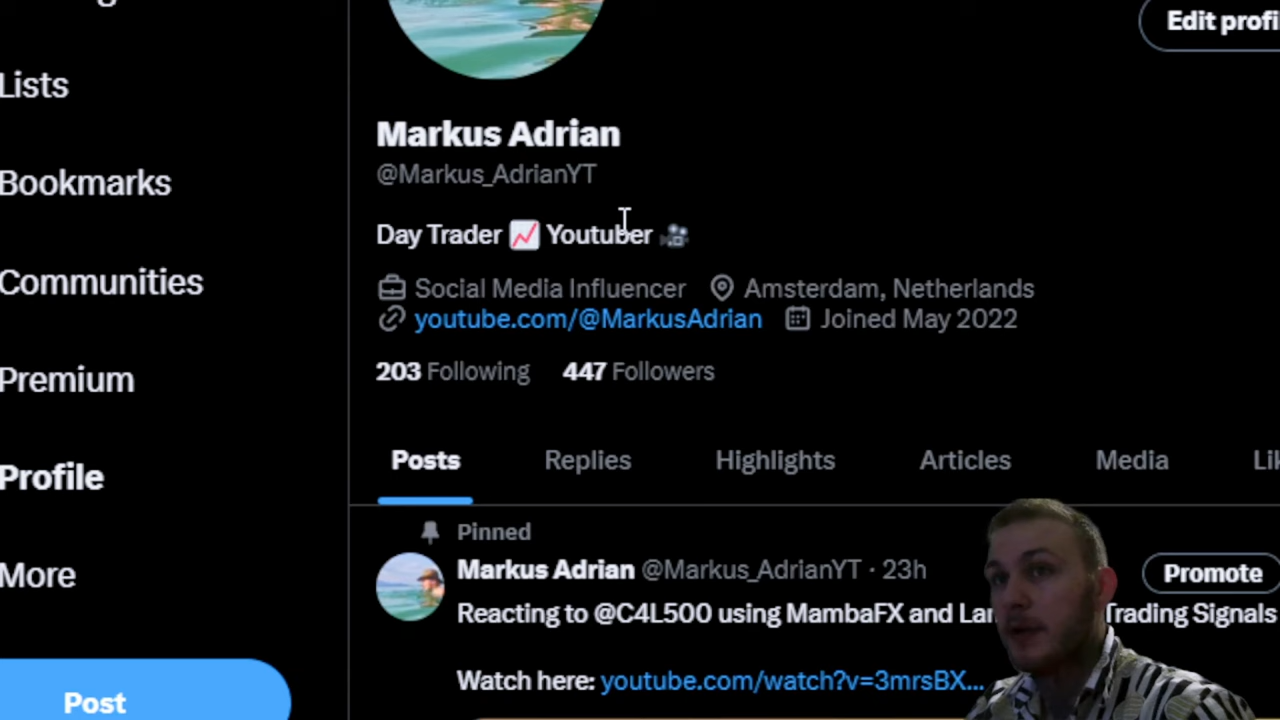 Edit profi
Lists
Markus Adrian
@Markus_AdrianYT
Bookmarks
Day Trader 📈 Youtuber 🎥
Communities
Social Media Influencer Amsterdam, Netherlands
youtube.com/@MarkusAdrian Joined May 2022
Premium
203 Following 447 Followers
Posts Replies Highlights Articles Media Li
Profile
Pinned
Markus Adrian @Markus_AdrianYT · 23h
Promote
More
Reacting to @C4L500 using MambaFX and Trading Signals
Watch here: youtube.com/watch?v=3mrsBX...
Post